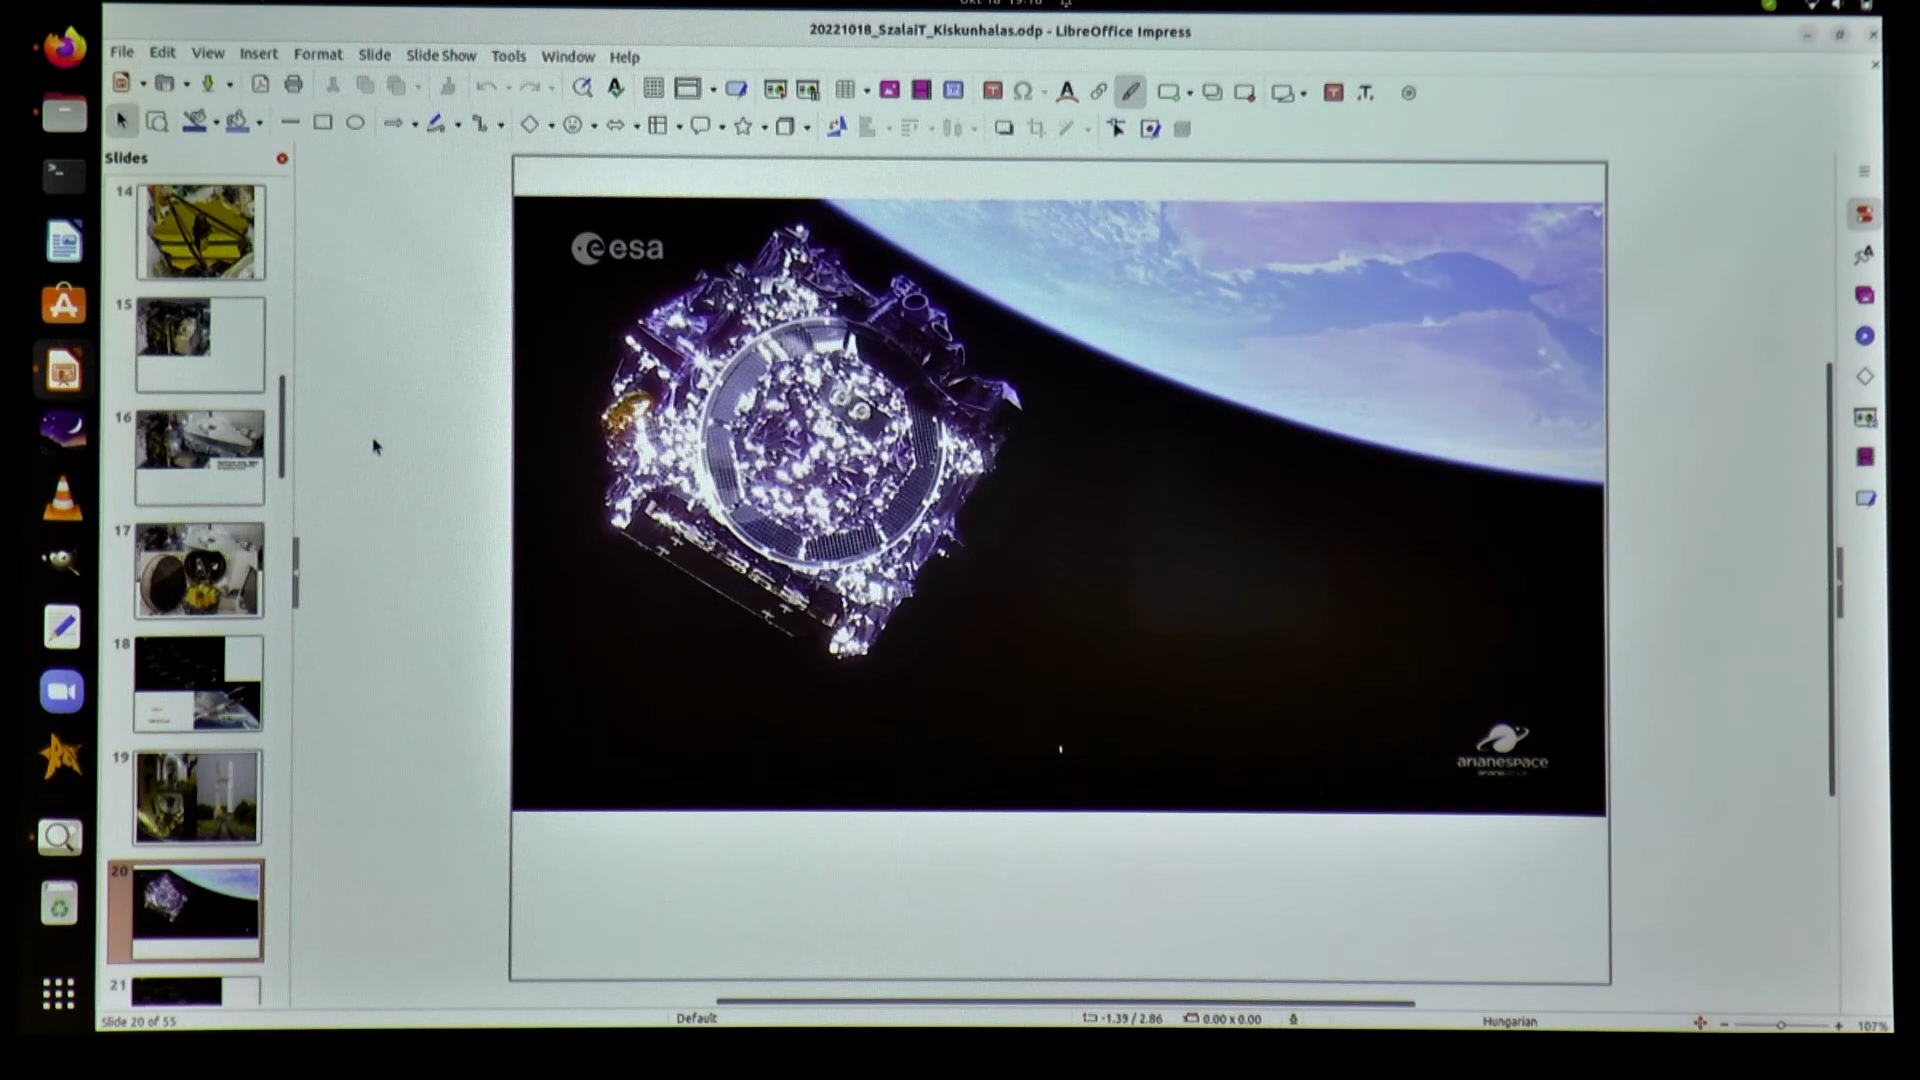 20221018_SzalaiT_Kiskunhalas.odp - LibreOffice Impress
File Edit View Insert Format Slide Slide Show Tools Window Help
Slides
14
15
16
17
18
19
20
21
esa
arianespace
Slide 20 of 55
Default
-1.39 / 2.86
0.00 x 0.00
Hungarian
107%